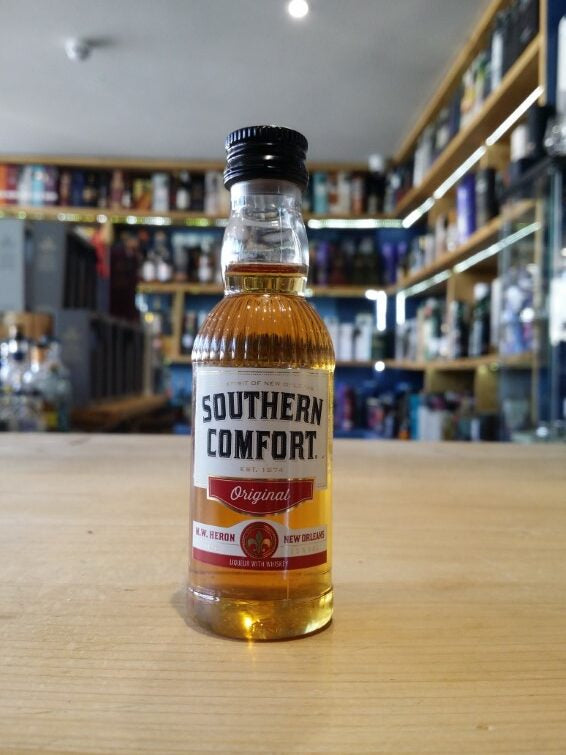 SPIRIT OF NEW ORLEANS
SOUTHERN
COMFORT.
EST. 1874
Original
M.W. HERON NEW ORLEANS
LIQUEUR WITH WHISKEY